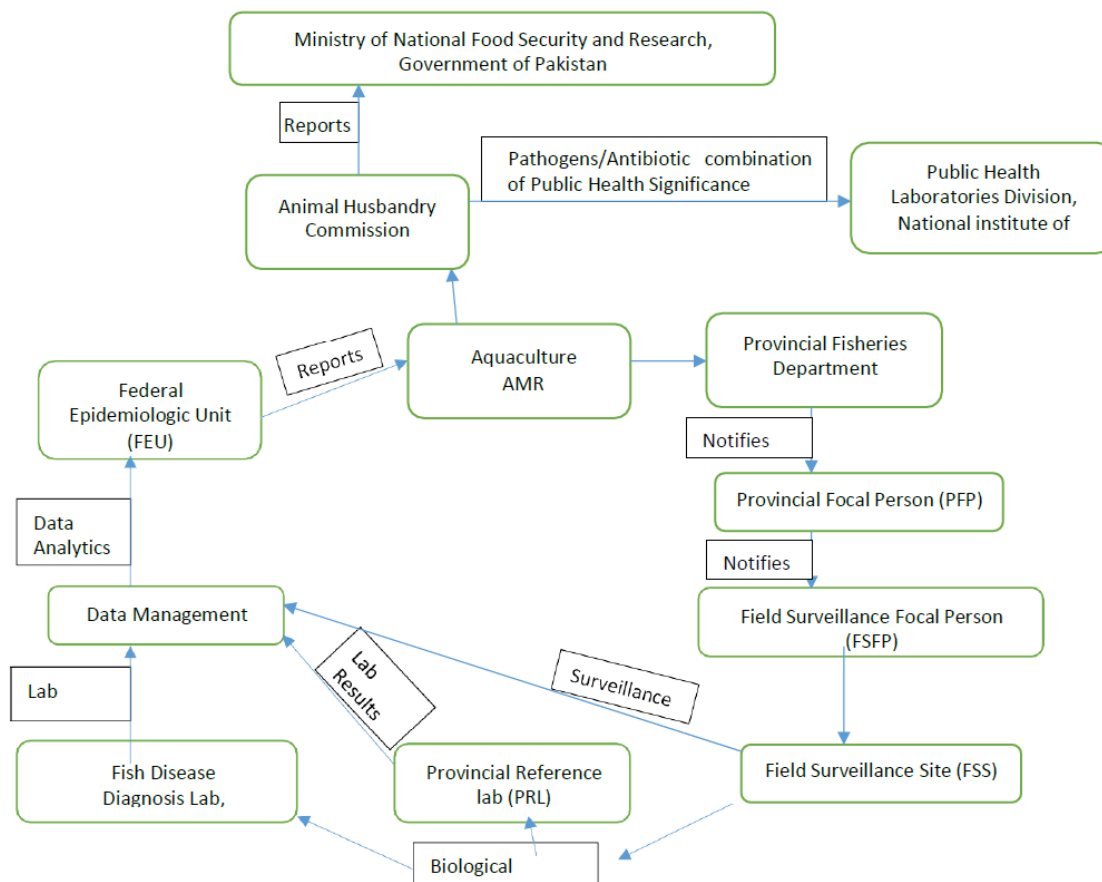 Ministry of National Food Security and Research,
Government of Pakistan
Reports
Pathogens/Antibiotic combination
of Public Health Significance
Animal Husbandry
Commission
Public Health
Laboratories Division,
National institute of
Aquaculture
AMR
Provincial Fisheries
Department
Reports
Federal
Epidemiologic Unit
(FEU)
Notifies
Provincial Focal Person (PFP)
Data
Analytics
Notifies
Data Management
Field Surveillance Focal Person
(FSFP)
Lab
Lab
Results
Surveillance
Fish Disease
Diagnosis Lab,
Provincial Reference
lab (PRL)
Field Surveillance Site (FSS)
Biological